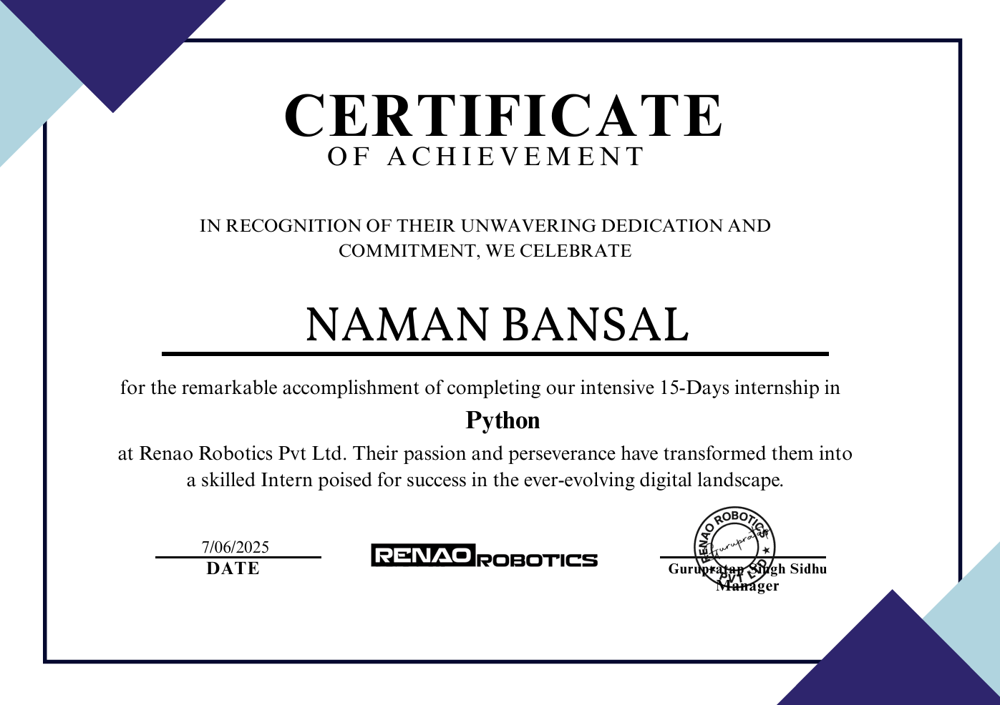 CERTIFICATE
OF ACHIEVEMENT
IN RECOGNITION OF THEIR UNWAVERING DEDICATION AND
COMMITMENT, WE CELEBRATE
NAMAN BANSAL
for the remarkable accomplishment of completing our intensive 15-Days internship in
Python
at Renao Robotics Pvt Ltd. Their passion and perseverance have transformed them into
a skilled Intern poised for success in the ever-evolving digital landscape.
7/06/2025
DATE
RENAO ROBOTICS
RENAO ROBOTICS
★ PVT LTD ★
Gurupratap
Gurupratap Singh Sidhu
Manager